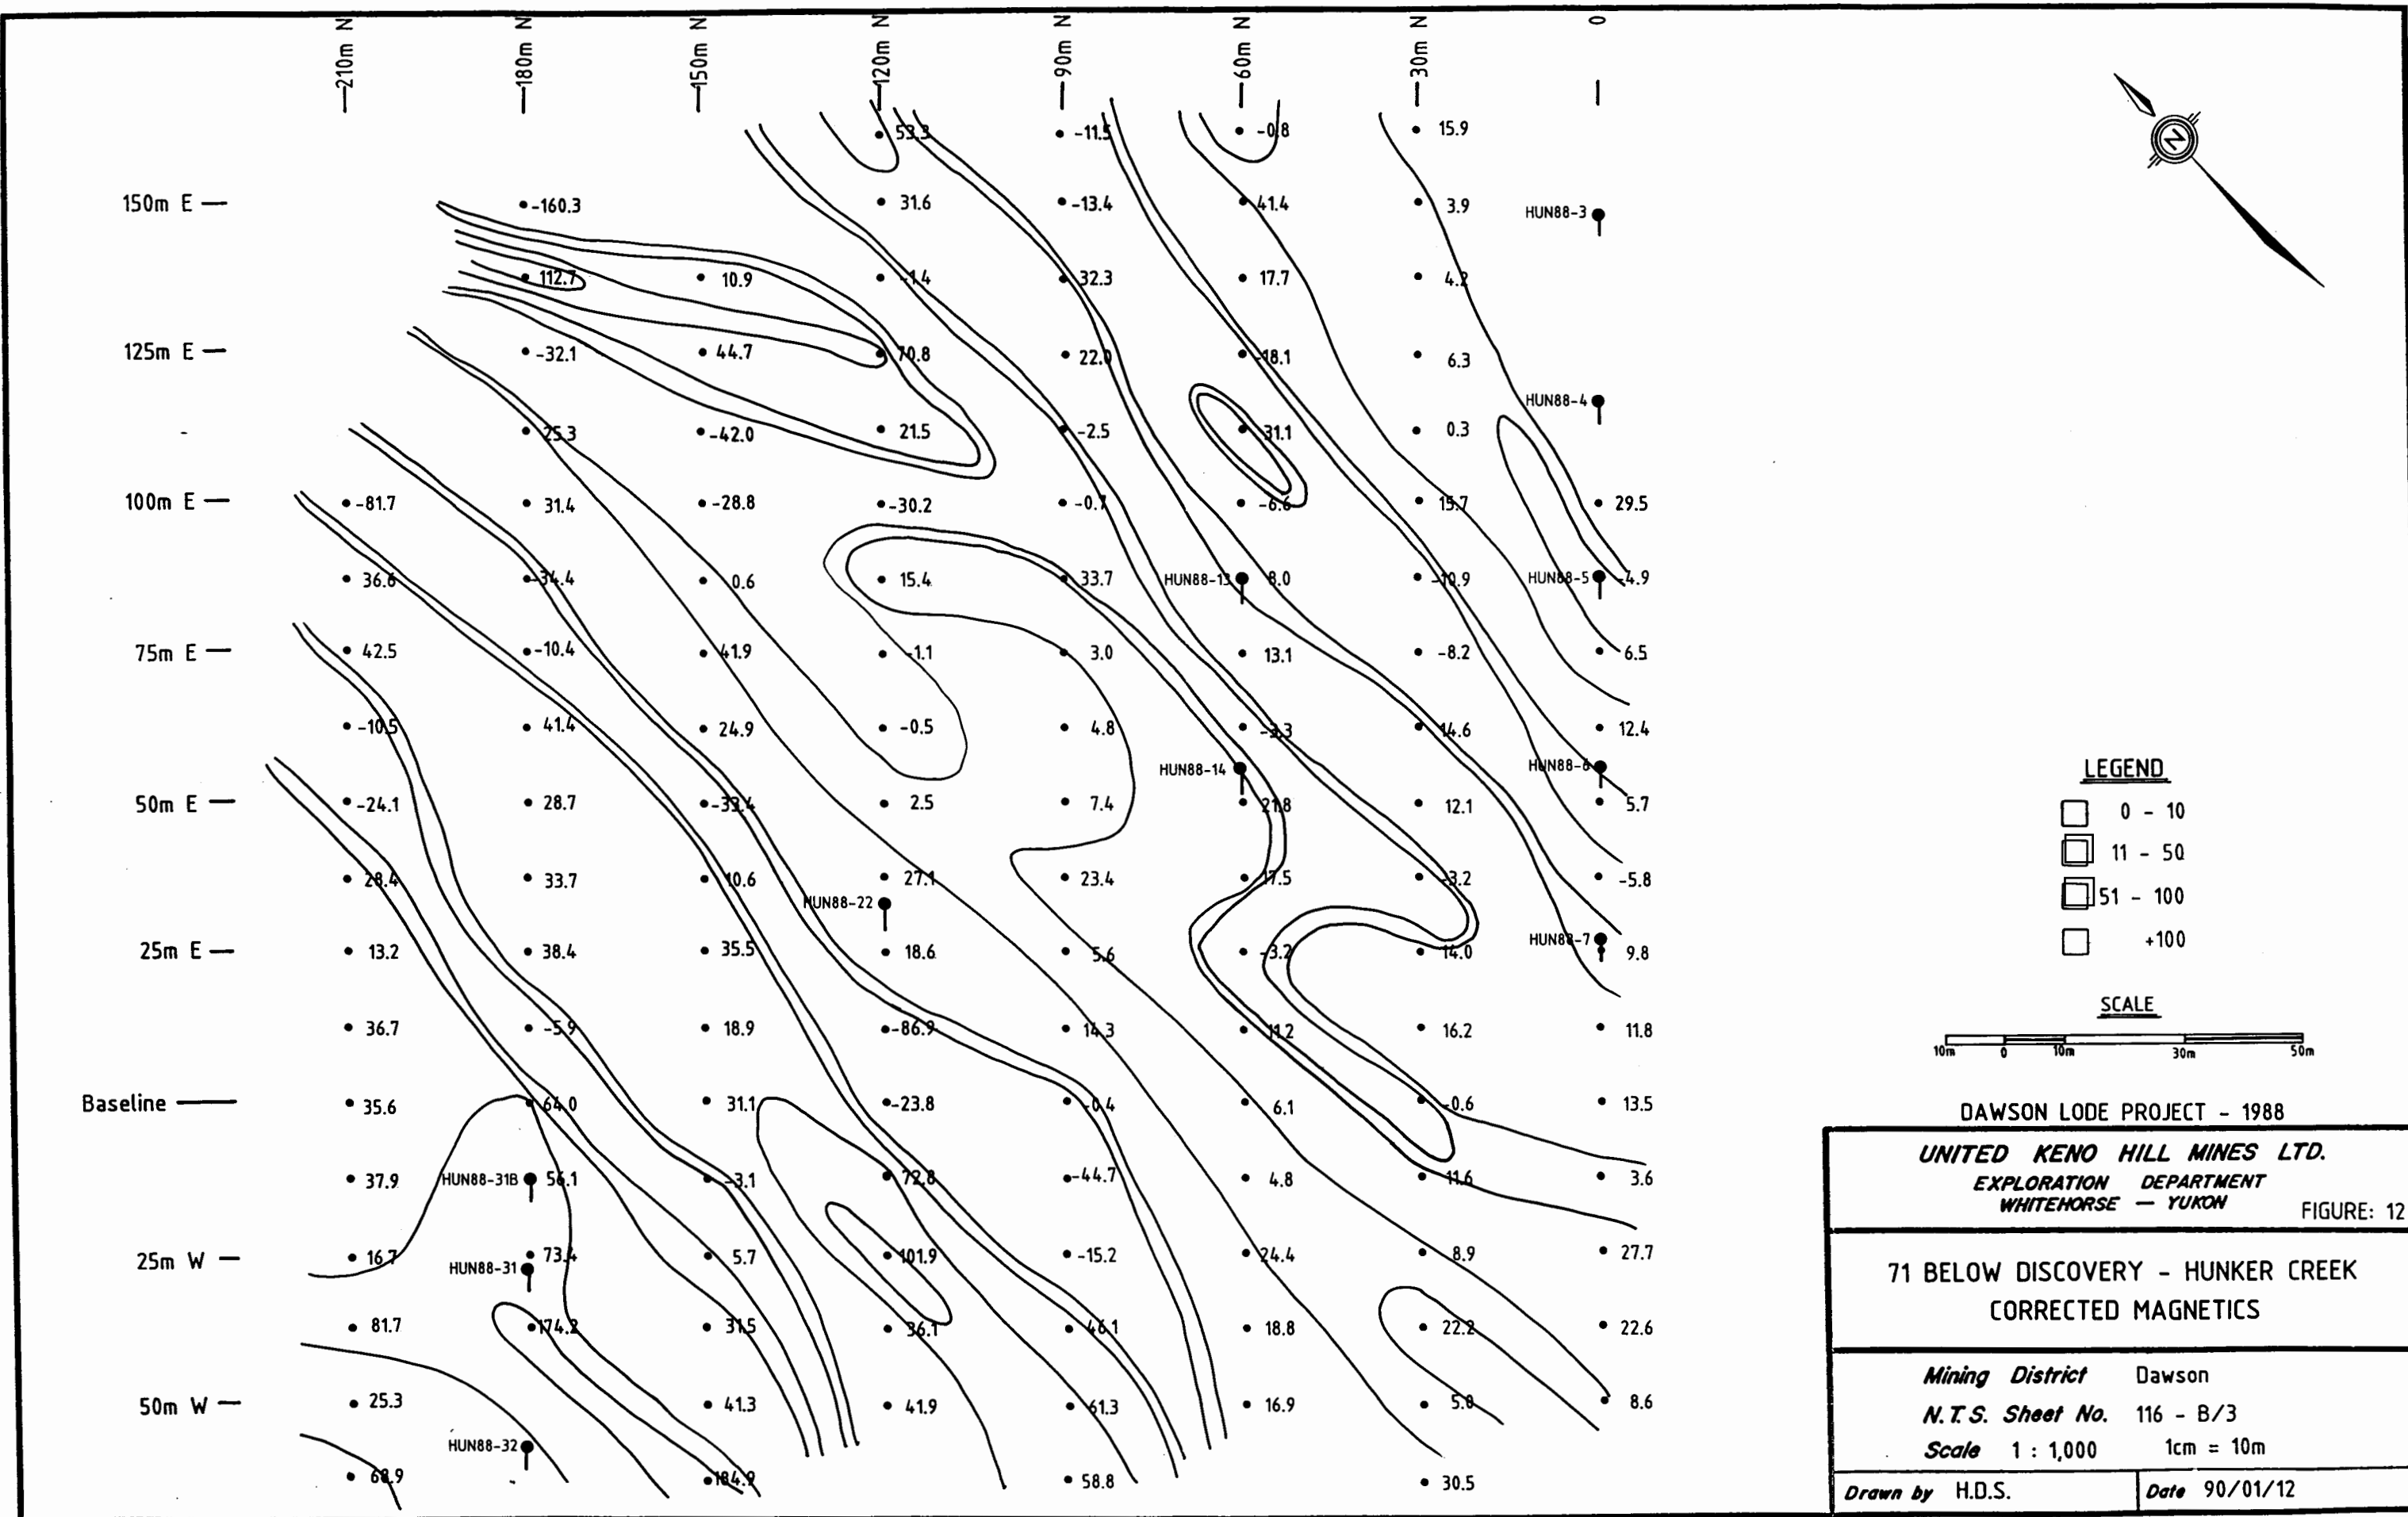 210m N 180m N 150m N 120m N 90m N 60m N 30m N 0
53.3 -11.5 -0.8 15.9
150m E -160.3 31.6 -13.4 41.4 3.9 HUN88-3
112.7 10.9 -1.4 32.3 17.7 4.2
125m E -32.1 44.7 70.8 22.0 -18.1 6.3
HUN88-4
25.3 -42.0 21.5 -2.5 31.1 0.3
100m E -81.7 31.4 -28.8 -30.2 -0.7 -6.6 15.7 29.5
36.6 -34.4 0.6 15.4 33.7 HUN88-13 8.0 -10.9 HUN88-5 -4.9
75m E 42.5 -10.4 41.9 -1.1 3.0 13.1 -8.2 6.5
-10.5 41.4 24.9 -0.5 4.8 -3.3 14.6 12.4
HUN88-14 HUN88-6
50m E -24.1 28.7 -33.4 2.5 7.4 21.8 12.1 5.7
28.4 33.7 10.6 27.1 23.4 17.5 -3.2 -5.8
HUN88-22
HUN88-7
25m E 13.2 38.4 35.5 18.6 5.6 -3.2 14.0 9.8
36.7 -5.9 18.9 -86.9 14.3 11.2 16.2 11.8
Baseline 35.6 64.0 31.1 -23.8 -0.4 6.1 -0.6 13.5
37.9 HUN88-31B 56.1 -3.1 72.8 -44.7 4.8 11.6 3.6
25m W 16.7 73.4 5.7 101.9 -15.2 24.4 8.9 27.7
HUN88-31
81.7 174.2 31.5 36.1 46.1 18.8 22.2 22.6
50m W 25.3 41.3 41.9 61.3 16.9 5.0 8.6
HUN88-32
68.9 184.9 58.8 30.5
N
LEGEND
0 - 10
11 - 50
51 - 100
+100
SCALE
10m 0 10m 30m 50m
DAWSON LODE PROJECT - 1988
UNITED KENO HILL MINES LTD.
EXPLORATION DEPARTMENT
WHITEHORSE — YUKON
FIGURE: 12
71 BELOW DISCOVERY - HUNKER CREEK
CORRECTED MAGNETICS
Mining District Dawson
N.T.S. Sheet No. 116 - B/3
Scale 1 : 1,000 1cm = 10m
Drawn by H.D.S. Date 90/01/12